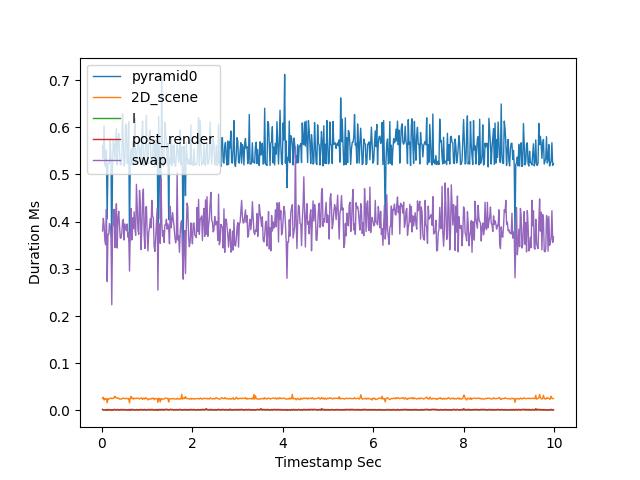 pyramid0
2D_scene
I
post_render
swap
0.7
0.6
0.5
0.4
0.3
0.2
0.1
0.0
Duration Ms
0
2
4
6
8
10
Timestamp Sec